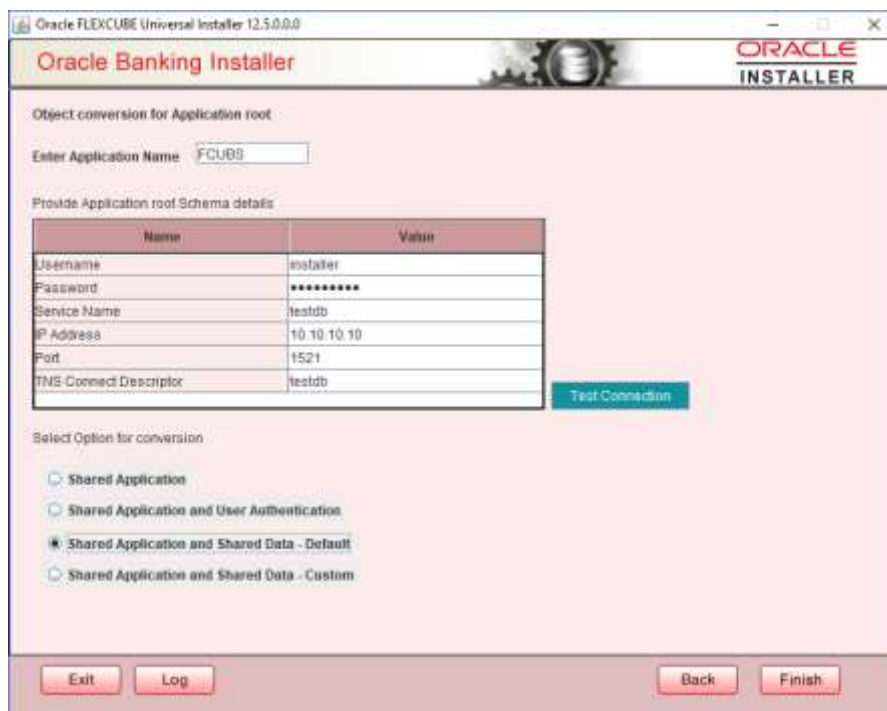 Oracle FLEXCUBE Universal Installer 12.5.0.0.0
Oracle Banking Installer
ORACLE
INSTALLER
Object conversion for Application root
Enter Application Name FCUBS
Provide Application root Schema details
Name Value
Username installer
Password •••••••••
Service Name testdb
IP Address 10.10.10.10
Port 1521
TNS Connect Descriptor testdb
Test Connection
Select Option for conversion
Shared Application
Shared Application and User Authentication
Shared Application and Shared Data - Default
Shared Application and Shared Data - Custom
Exit Log Back Finish